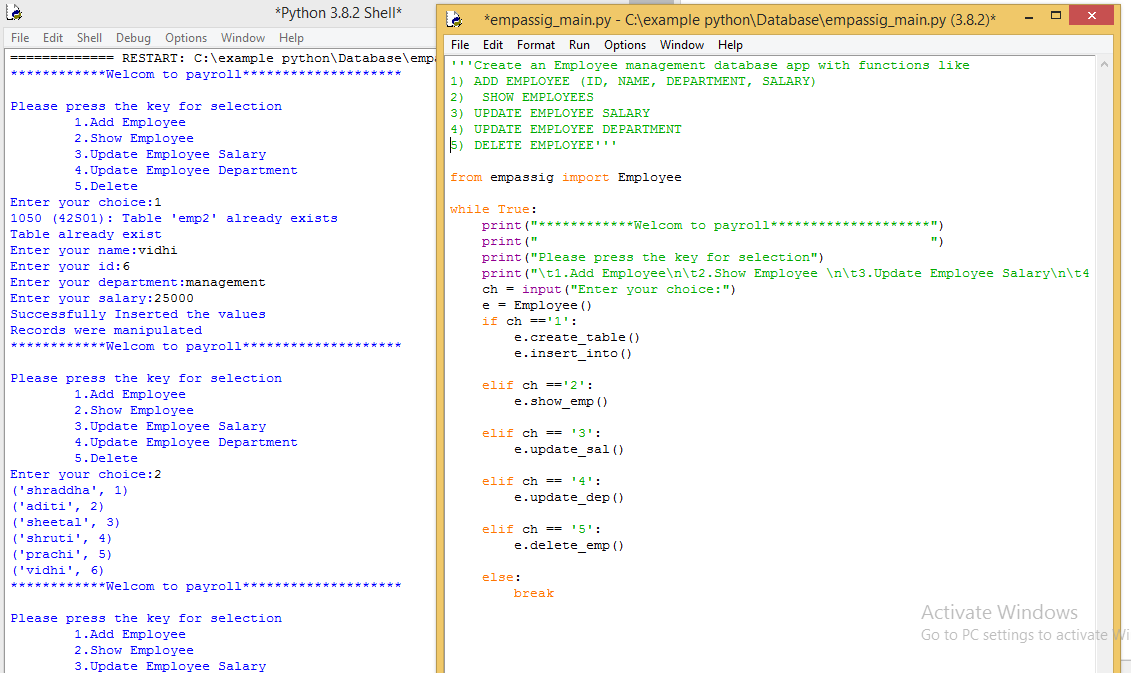 *Python 3.8.2 Shell*
File Edit Shell Debug Options Window Help
============= RESTART: C:\example python\Database\empa
************Welcom to payroll********************
Please press the key for selection
1.Add Employee
2.Show Employee
3.Update Employee Salary
4.Update Employee Department
5.Delete
Enter your choice:1
1050 (42S01): Table 'emp2' already exists
Table already exist
Enter your name:vidhi
Enter your id:6
Enter your department:management
Enter your salary:25000
Successfully Inserted the values
Records were manipulated
************Welcom to payroll********************
Please press the key for selection
1.Add Employee
2.Show Employee
3.Update Employee Salary
4.Update Employee Department
5.Delete
Enter your choice:2
('shraddha', 1)
('aditi', 2)
('sheetal', 3)
('shruti', 4)
('prachi', 5)
('vidhi', 6)
************Welcom to payroll********************
Please press the key for selection
1.Add Employee
2.Show Employee
3.Update Employee Salary
*empassig_main.py - C:\example python\Database\empassig_main.py (3.8.2)*
File Edit Format Run Options Window Help
'''Create an Employee management database app with functions like
1) ADD EMPLOYEE (ID, NAME, DEPARTMENT, SALARY)
2)  SHOW EMPLOYEES
3) UPDATE EMPLOYEE SALARY
4) UPDATE EMPLOYEE DEPARTMENT
5) DELETE EMPLOYEE'''
from empassig import Employee
while True:
print("************Welcom to payroll********************")
print("                                                 ")
print("Please press the key for selection")
print("\t1.Add Employee\n\t2.Show Employee \n\t3.Update Employee Salary\n\t4
ch = input("Enter your choice:")
e = Employee()
if ch =='1':
e.create_table()
e.insert_into()
elif ch =='2':
e.show_emp()
elif ch == '3':
e.update_sal()
elif ch == '4':
e.update_dep()
elif ch == '5':
e.delete_emp()
else:
break
Activate Windows
Go to PC settings to activate Wi